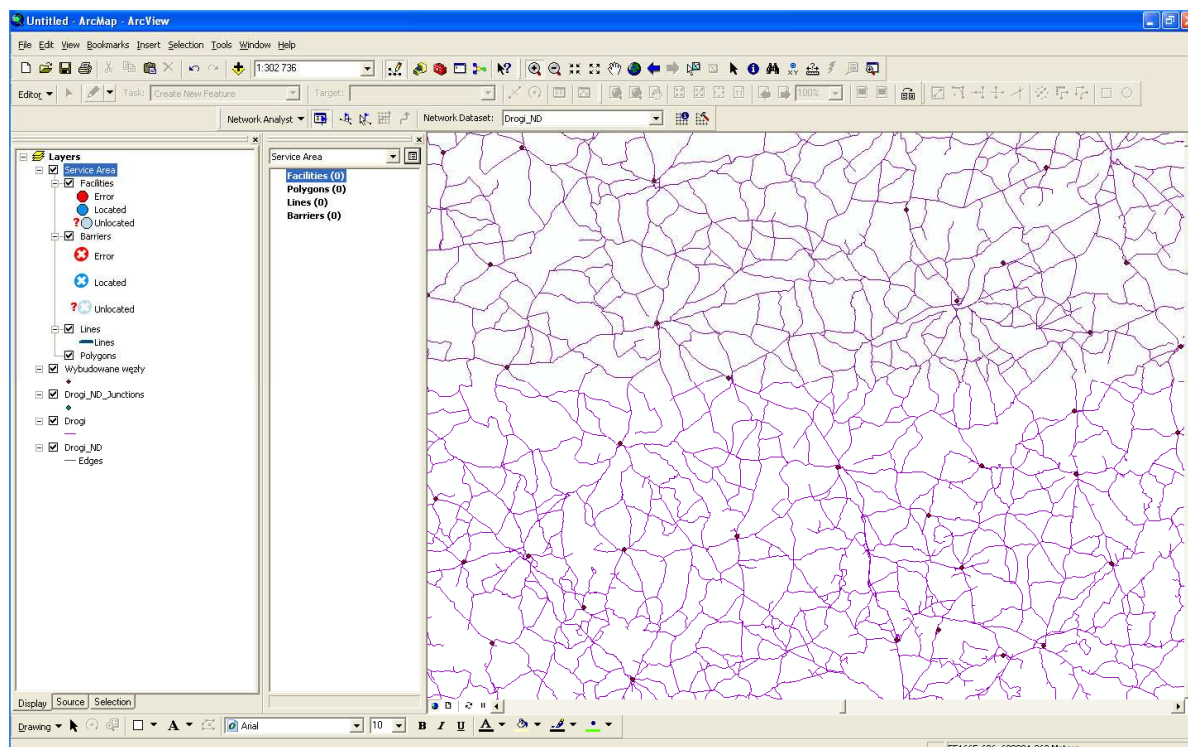 Untitled - ArcMap - ArcView
File Edit View Bookmarks Insert Selection Tools Window Help
1:302 736
Editor Task: Create New Feature Target: 100%
Network Analyst Network Dataset: Drogi_ND
Layers
Service Area
Facilities
Error
Located
? Unlocated
Barriers
Error
Located
? Unlocated
Lines
Lines
Polygons
Wybudowane węzły
Drogi_ND_Junctions
Drogi
Drogi_ND
Edges
Service Area
Facilities (0)
Polygons (0)
Lines (0)
Barriers (0)
Display Source Selection
Drawing A Arial 10 B I U A